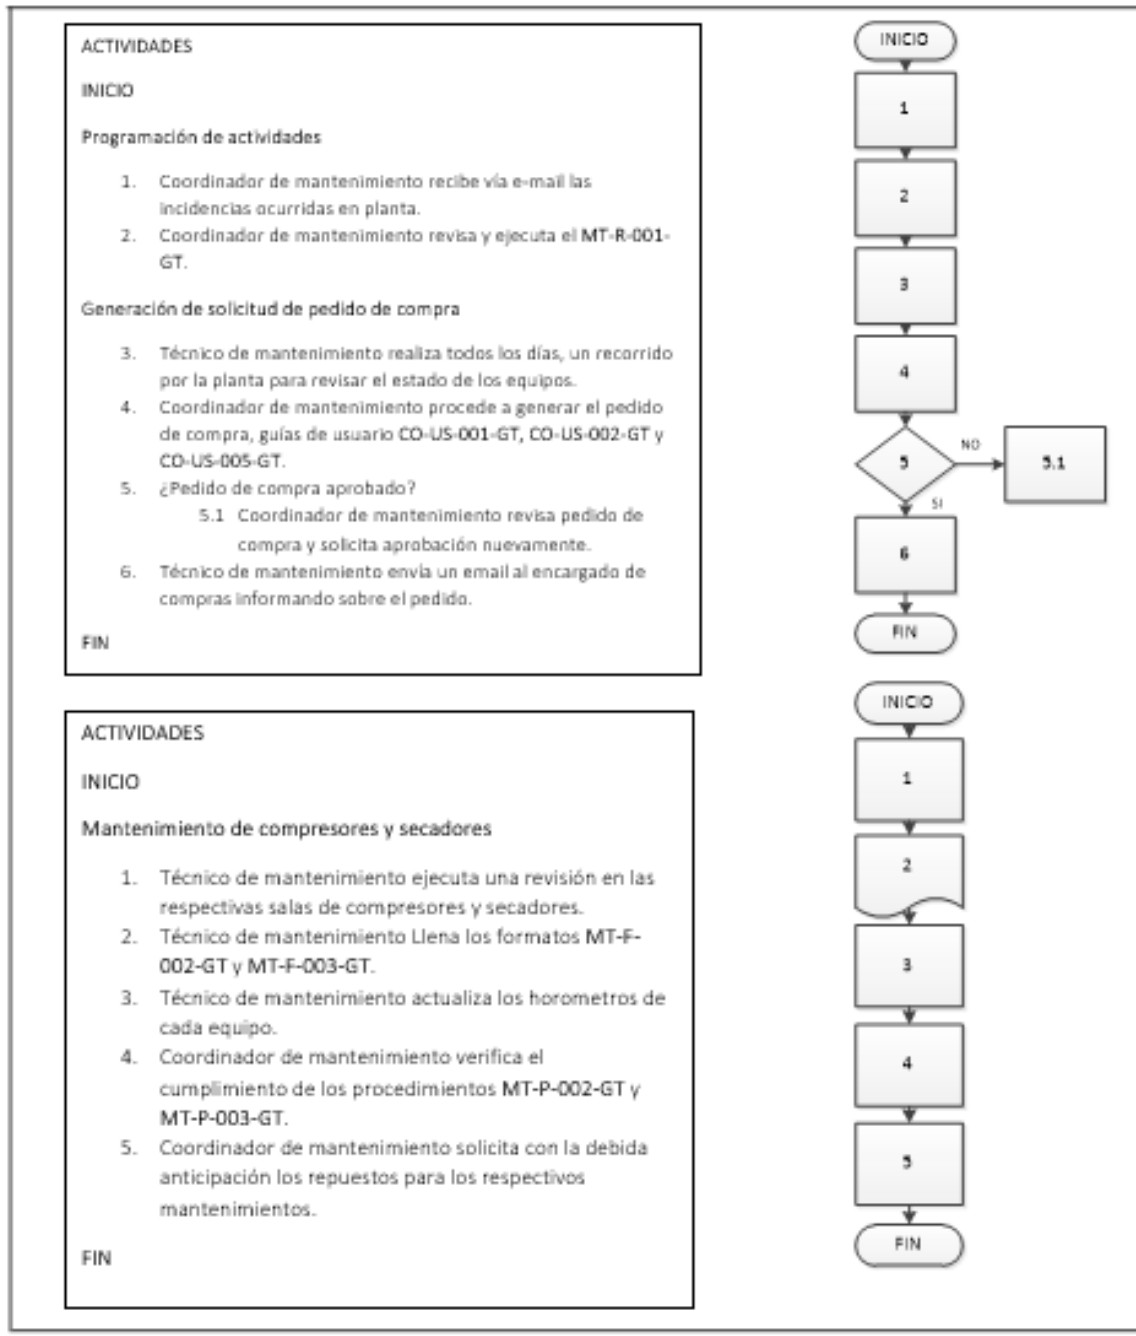 ACTIVIDADES
INICIO
Programación de actividades
1. Coordinador de mantenimiento recibe vía e-mail las
incidencias ocurridas en planta.
2. Coordinador de mantenimiento revisa y ejecuta el MT-R-001-
GT.
Generación de solicitud de pedido de compra
3. Técnico de mantenimiento realiza todos los días, un recorrido
por la planta para revisar el estado de los equipos.
4. Coordinador de mantenimiento procede a generar el pedido
de compra, guías de usuario CO-US-001-GT, CO-US-002-GT y
CO-US-005-GT.
5. ¿Pedido de compra aprobado?
5.1 Coordinador de mantenimiento revisa pedido de
compra y solicita aprobación nuevamente.
6. Técnico de mantenimiento envía un email al encargado de
compras informando sobre el pedido.
FIN
INICIO
1
2
3
4
5
NO
5.1
SI
6
FIN
ACTIVIDADES
INICIO
Mantenimiento de compresores y secadores
1. Técnico de mantenimiento ejecuta una revisión en las
respectivas salas de compresores y secadores.
2. Técnico de mantenimiento Llena los formatos MT-F-
002-GT y MT-F-003-GT.
3. Técnico de mantenimiento actualiza los horometros de
cada equipo.
4. Coordinador de mantenimiento verifica el
cumplimiento de los procedimientos MT-P-002-GT y
MT-P-003-GT.
5. Coordinador de mantenimiento solicita con la debida
anticipación los repuestos para los respectivos
mantenimientos.
FIN
INICIO
1
2
3
4
5
FIN